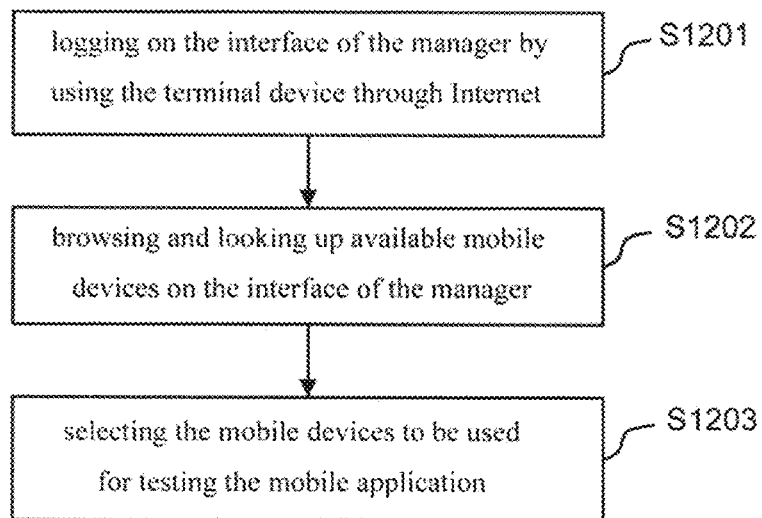 logging on the interface of the manager by
using the terminal device through Internet
S1201
browsing and looking up available mobile
devices on the interface of the manager
S1202
selecting the mobile devices to be used
for testing the mobile application
S1203